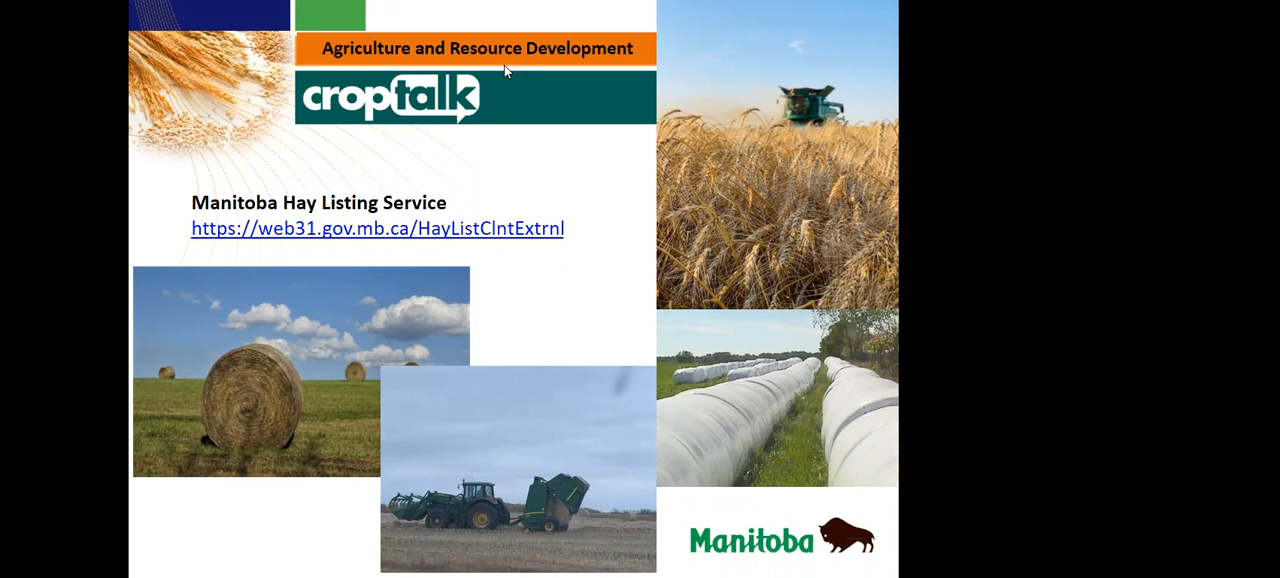 Agriculture and Resource Development
croptalk
Manitoba Hay Listing Service
https://web31.gov.mb.ca/HayListClntExtrnl
Manitoba